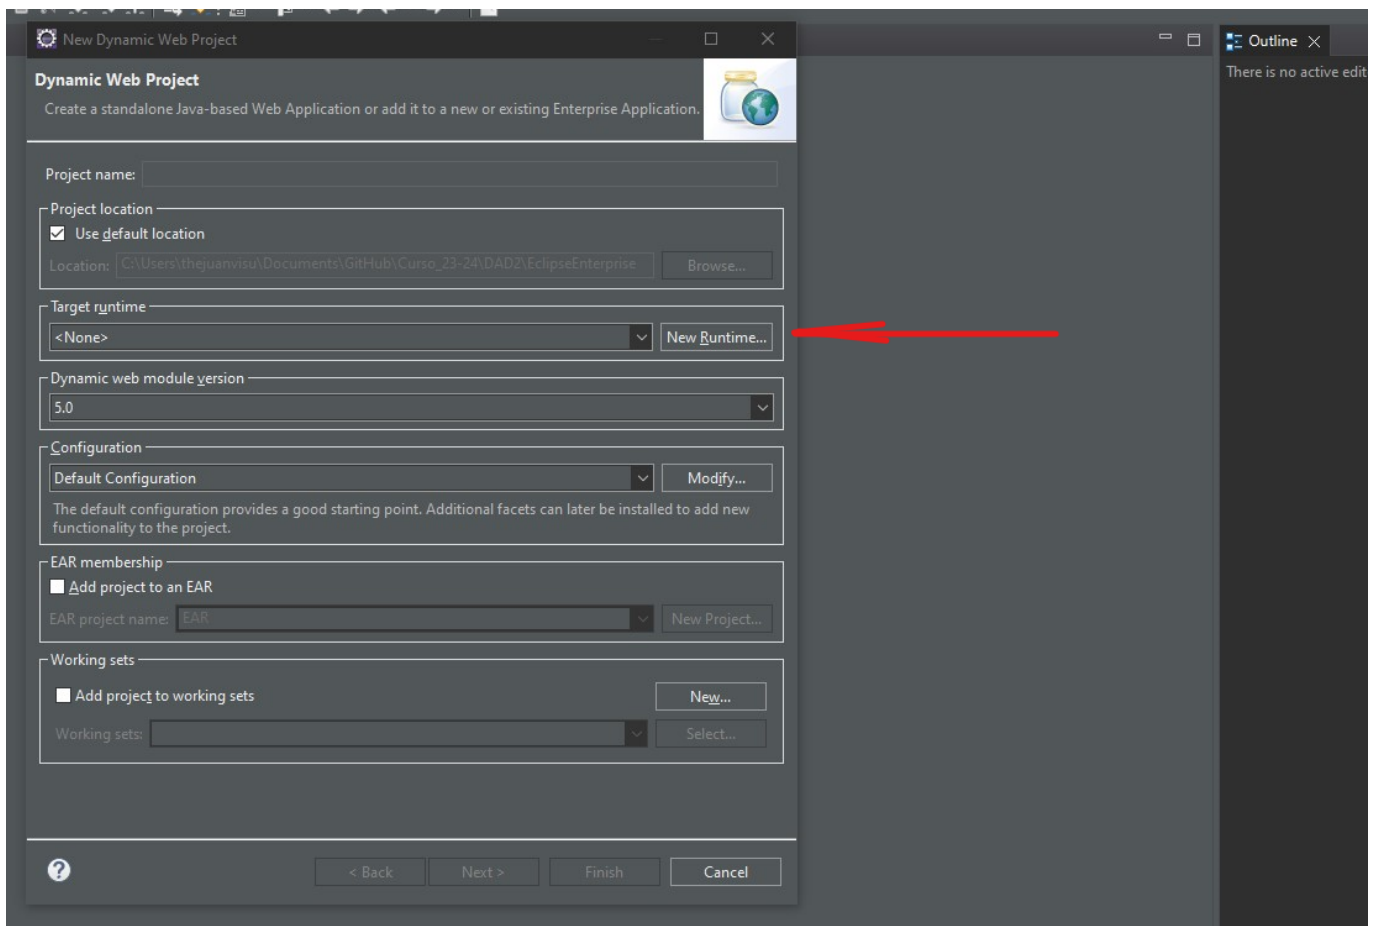 New Dynamic Web Project
Outline
There is no active edit
Dynamic Web Project
Create a standalone Java-based Web Application or add it to a new or existing Enterprise Application.
Project name:
Project location
Use default location
Location: C:\Users\thejuanvisu\Documents\GitHub\Curso_23-24\DAD2\EclipseEnterprise Browse...
Target runtime
<None> New Runtime...
Dynamic web module version
5.0
Configuration
Default Configuration Modify...
The default configuration provides a good starting point. Additional facets can later be installed to add new
functionality to the project.
EAR membership
Add project to an EAR
EAR project name: EAR New Project...
Working sets
Add project to working sets New...
Working sets: Select...
? < Back Next > Finish Cancel